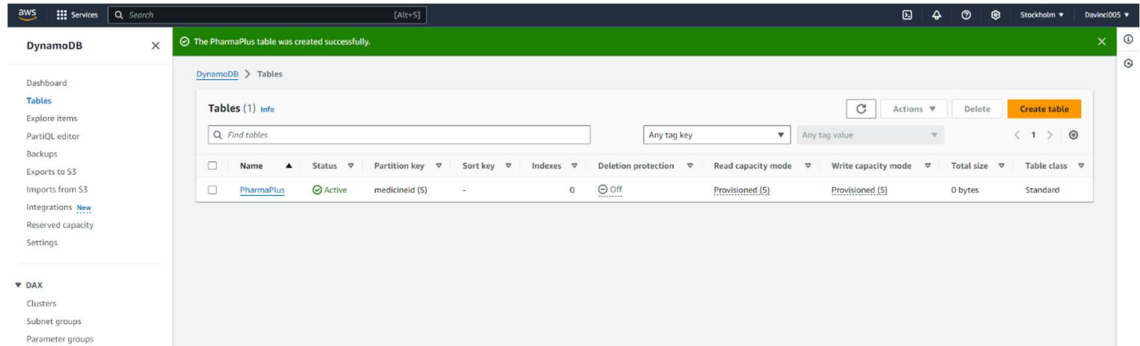 aws Services Search [Alt+S] Stockholm ▼ Davinci005 ▼
DynamoDB ×
The PharmaPlus table was created successfully. ×
DynamoDB > Tables
Dashboard
Tables
Explore items
PartiQL editor
Backups
Exports to S3
Imports from S3
Integrations New
Reserved capacity
Settings
▼ DAX
Clusters
Subnet groups
Parameter groups
Tables (1) Info Actions ▼ Delete Create table
Find tables Any tag key ▼ Any tag value ▼ < 1 >
Name ▲ Status Partition key Sort key Indexes Deletion protection Read capacity mode Write capacity mode Total size Table class
PharmaPlus Active medicineid (S) - 0 Off Provisioned (5) Provisioned (5) 0 bytes Standard